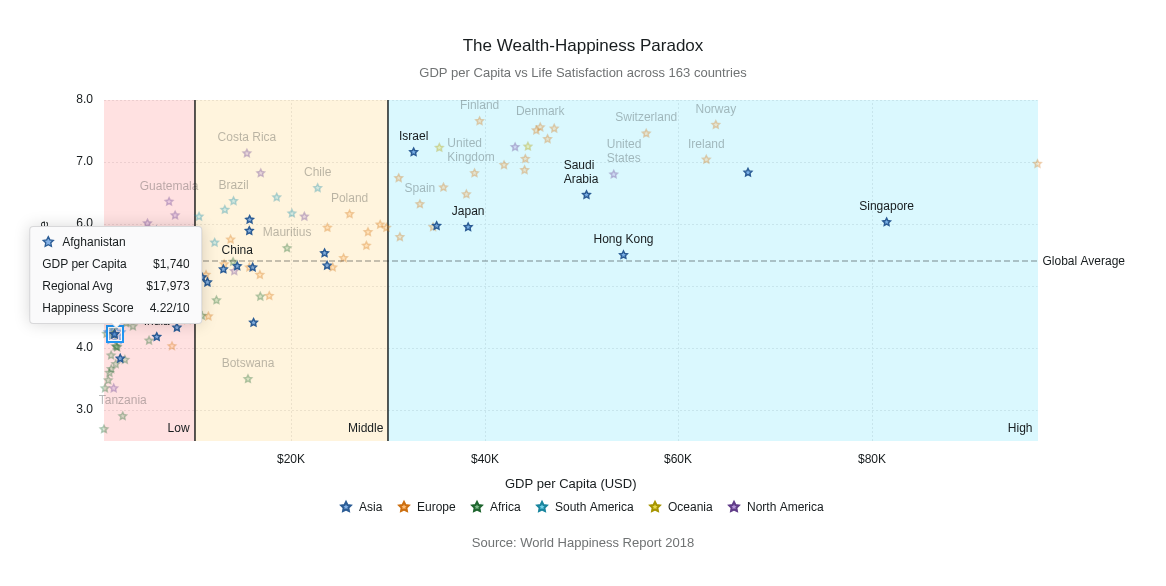 The Wealth-Happiness Paradox
GDP per Capita vs Life Satisfaction across 163 countries
8.0
7.0
6.0
4.0
3.0
Finland
Denmark
Switzerland
Norway
Costa Rica
Israel
United
Kingdom
United
States
Ireland
Saudi
Arabia
Guatemala
Brazil
Chile
Spain
Poland
Japan
Singapore
Mauritius
China
Hong Kong
Global Average
Afghanistan
GDP per Capita $1,740
Regional Avg $17,973
Happiness Score 4.22/10
Botswana
Tanzania
Low
Middle
High
$20K
$40K
$60K
$80K
GDP per Capita (USD)
Asia
Europe
Africa
South America
Oceania
North America
Source: World Happiness Report 2018